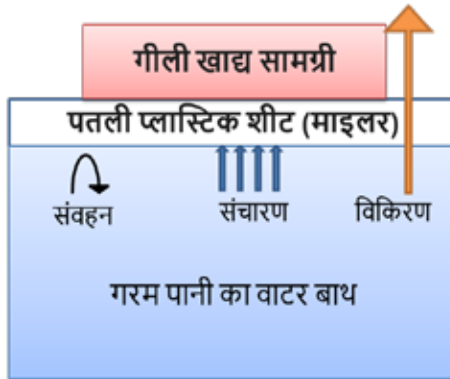 गीली खाद्य सामग्री
पतली प्लास्टिक शीट (माइलर)
संवहन संचारण विकिरण
गरम पानी का वाटर बाथ